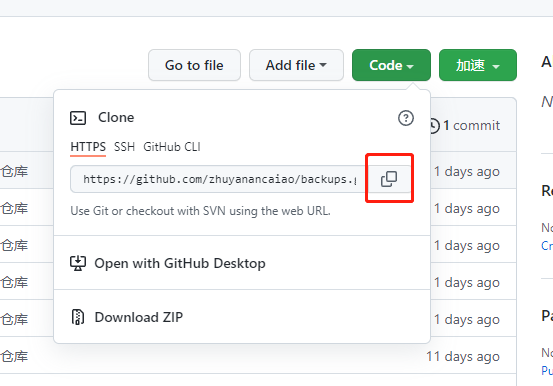 Go to file Add file Code 加速 A
N
Clone
1 commit
HTTPS SSH GitHub CLI
仓库 1 days ago
https://github.com/zhuyanancaiao/backups.g
Re
Use Git or checkout with SVN using the web URL.
仓库 1 days ago
No
Cr
仓库 1 days ago
Open with GitHub Desktop
仓库 1 days ago
Pa
仓库 Download ZIP 1 days ago
No
仓库 11 days ago
Pu